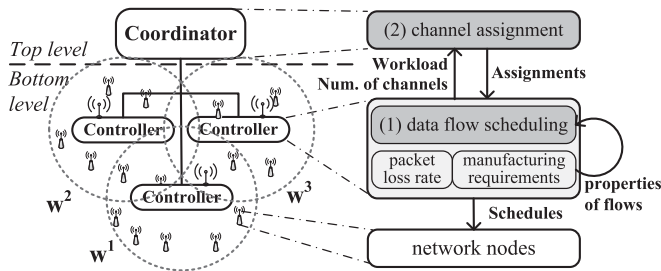 Coordinator
Top level
Bottom
level
Controller
Controller
Controller
w²
w³
w¹
(2) channel assignment
Workload
Num. of channels
Assignments
(1) data flow scheduling
packet
loss rate
manufacturing
requirements
properties
of flows
Schedules
network nodes